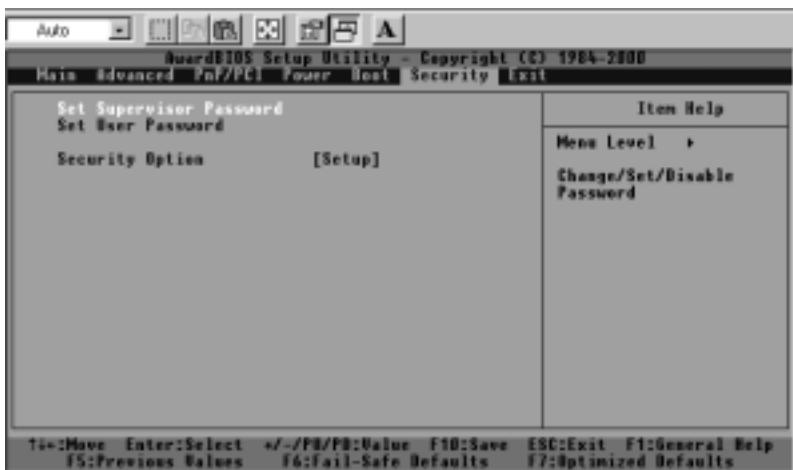 Auto
A
AwardBIOS Setup Utility - Copyright (C) 1984-2000
Main Advanced PnP/PCI Power Boot Security Exit
Set Supervisor Password
Set User Password
Security Option [Setup]
Item Help
Menu Level ▸
Change/Set/Disable
Password
↑↓←:Move Enter:Select +/-/PU/PD:Value F10:Save ESC:Exit F1:General Help
F5:Previous Values F6:Fail-Safe Defaults F7:Optimized Defaults